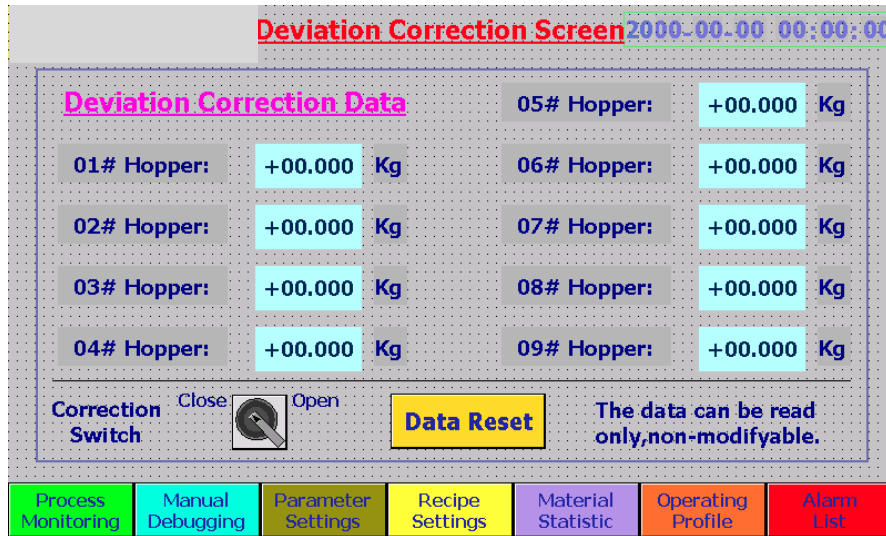 Deviation Correction Screen 2000-00-00 00:00:00
Deviation Correction Data
01# Hopper: +00.000 Kg
02# Hopper: +00.000 Kg
03# Hopper: +00.000 Kg
04# Hopper: +00.000 Kg
05# Hopper: +00.000 Kg
06# Hopper: +00.000 Kg
07# Hopper: +00.000 Kg
08# Hopper: +00.000 Kg
09# Hopper: +00.000 Kg
Correction
Switch
Close
Open
Data Reset
The data can be read
only,non-modifyable.
Process
Monitoring
Manual
Debugging
Parameter
Settings
Recipe
Settings
Material
Statistic
Operating
Profile
Alarm
List